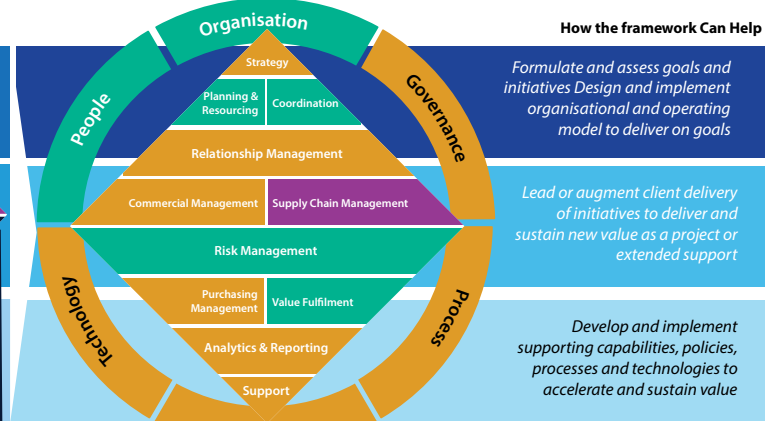 How the framework Can Help
Organisation
People
Governance
Technology
Process
Strategy
Planning &
Resourcing
Coordination
Relationship Management
Commercial Management
Supply Chain Management
Risk Management
Purchasing
Management
Value Fulfilment
Analytics & Reporting
Support
Formulate and assess goals and
initiatives Design and implement
organisational and operating
model to deliver on goals
Lead or augment client delivery
of initiatives to deliver and
sustain new value as a project or
extended support
Develop and implement
supporting capabilities, policies,
processes and technologies to
accelerate and sustain value